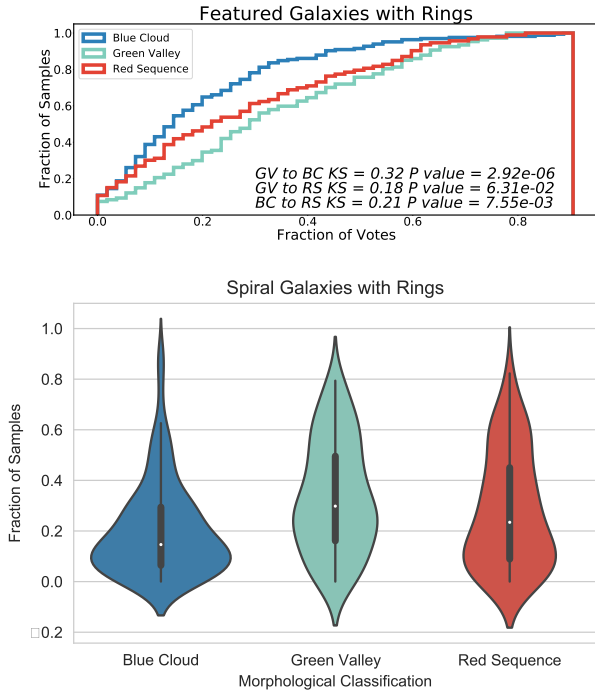 Featured Galaxies with Rings
1.0
0.8
0.6
0.4
0.2
0.0
Fraction of Samples
Blue Cloud
Green Valley
Red Sequence
GV to BC KS = 0.32 P value = 2.92e-06
GV to RS KS = 0.18 P value = 6.31e-02
BC to RS KS = 0.21 P value = 7.55e-03
0.0 0.2 0.4 0.6 0.8
Fraction of Votes
Spiral Galaxies with Rings
1.0
0.8
0.6
0.4
0.2
0.0
□0.2
Fraction of Samples
Blue Cloud Green Valley Red Sequence
Morphological Classification